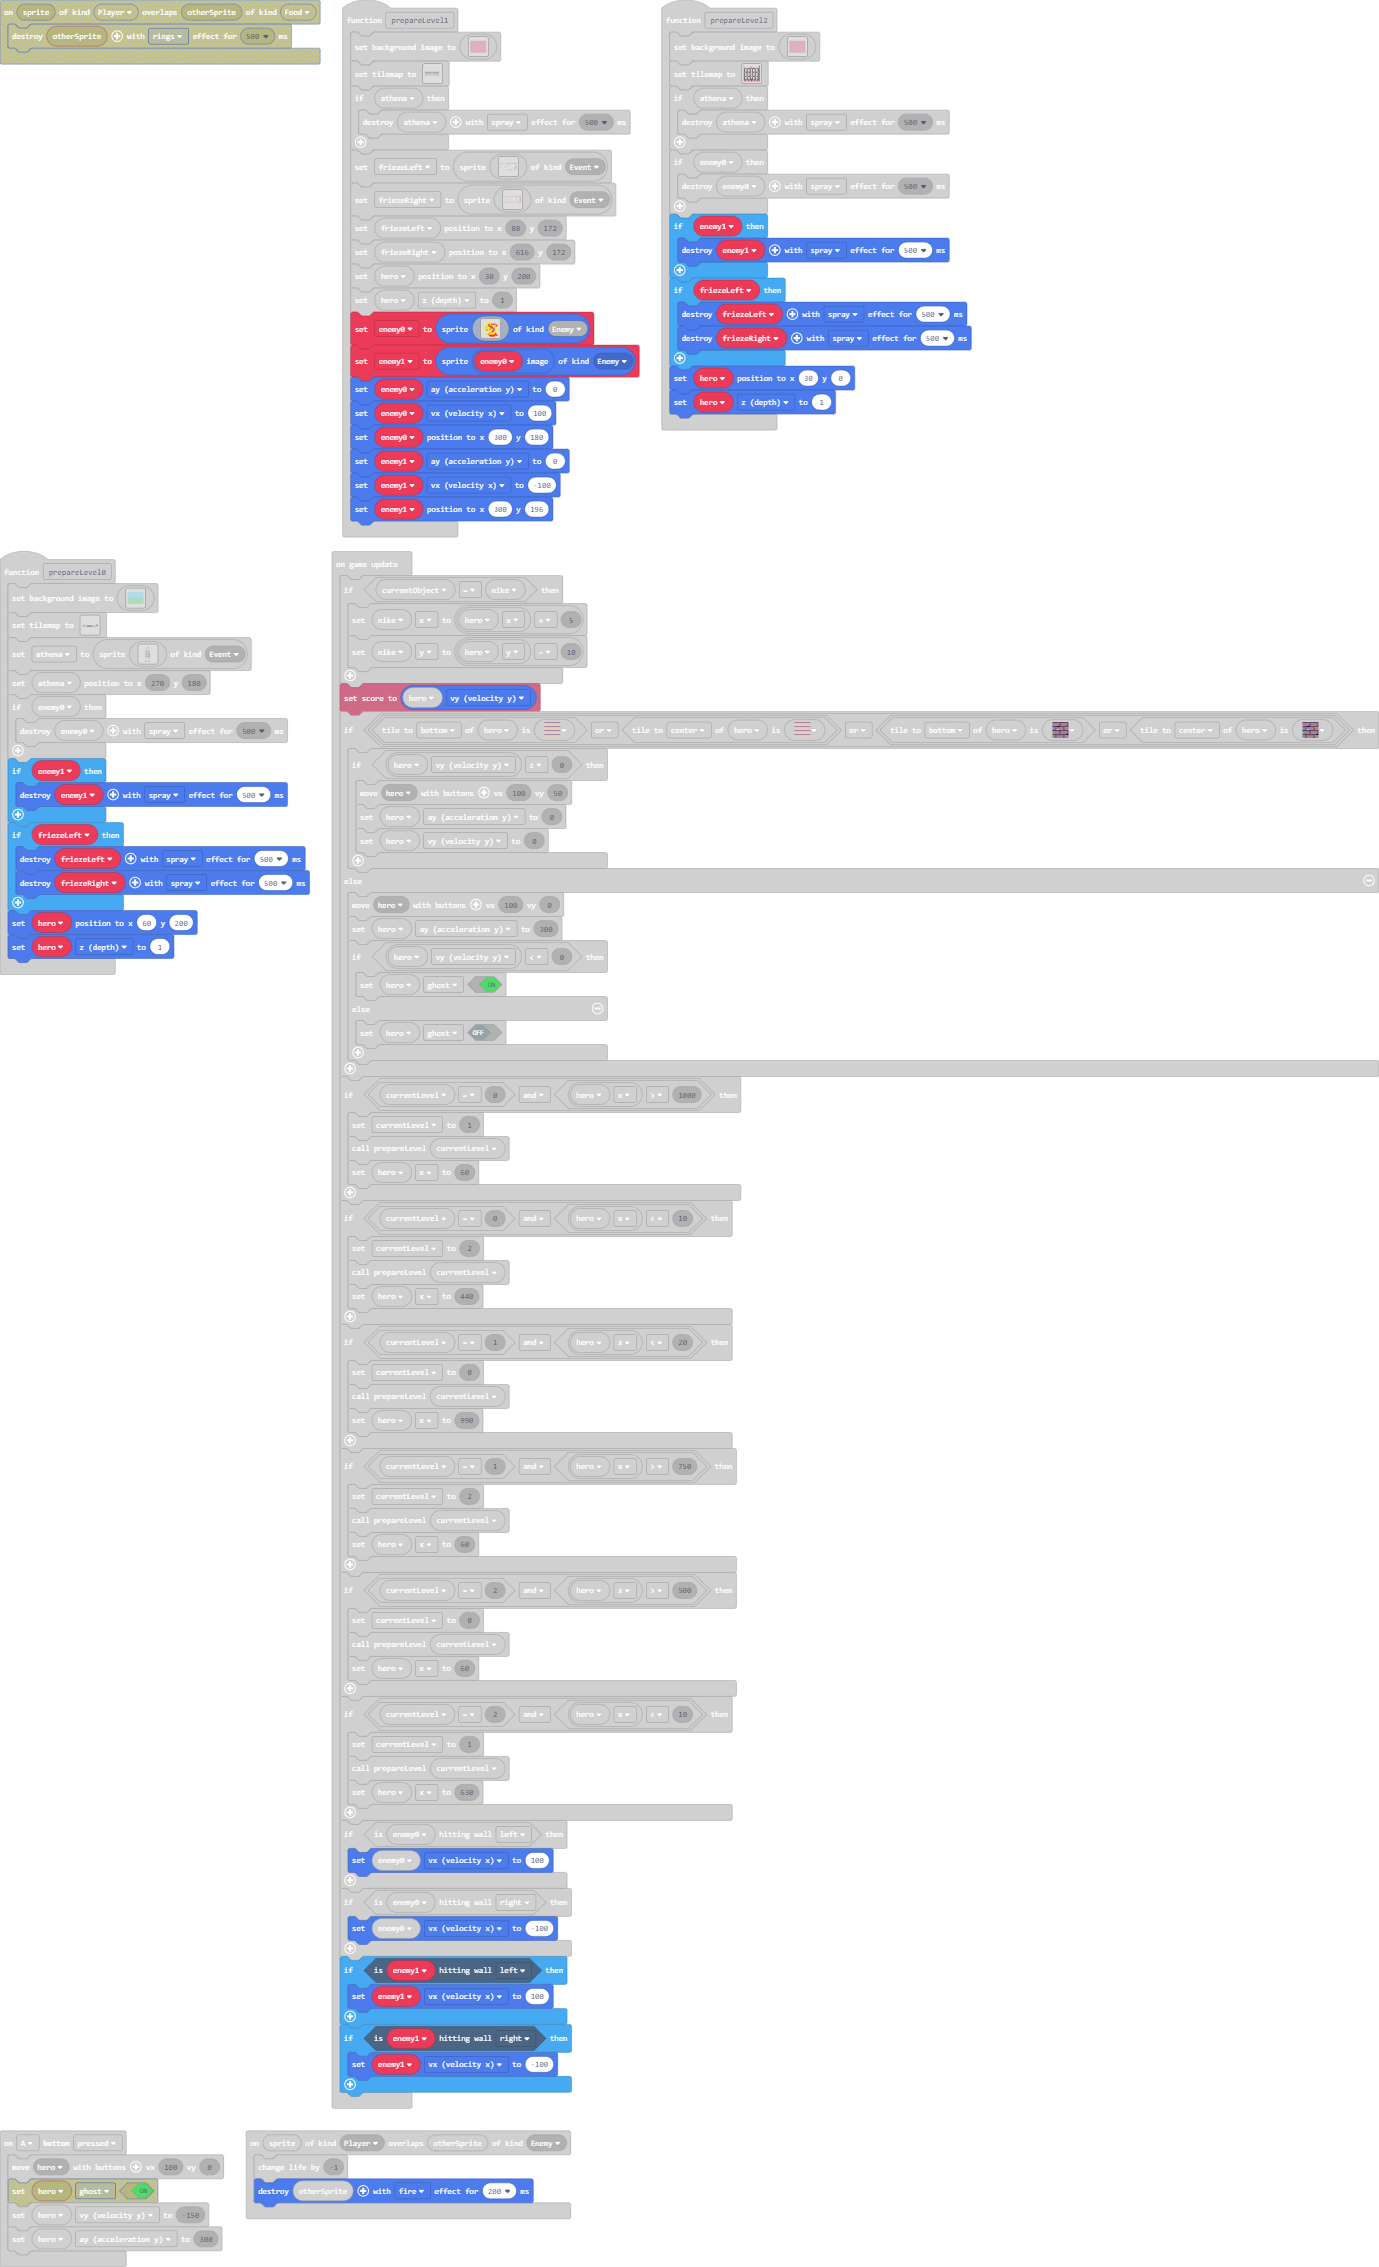 on sprite of kind Player overlaps otherSprite of kind Food
destroy otherSprite with rings effect for 500 ms
function prepareLevel1
set background image to
set tilemap to
if athena then
destroy athena with spray effect for 500 ms
set friezeLeft to sprite of kind Event
set friezeRight to sprite of kind Event
set friezeLeft position to x 88 y 172
set friezeRight position to x 616 y 172
set hero position to x 30 y 200
set hero z (depth) to 1
set enemy0 to sprite of kind Enemy
set enemy1 to sprite enemy0 image of kind Enemy
set enemy0 ay (acceleration y) to 0
set enemy0 vx (velocity x) to 100
set enemy0 position to x 300 y 180
set enemy1 ay (acceleration y) to 0
set enemy1 vx (velocity x) to -100
set enemy1 position to x 300 y 196
function prepareLevel2
set background image to
set tilemap to
if athena then
destroy athena with spray effect for 500 ms
if enemy0 then
destroy enemy0 with spray effect for 500 ms
if enemy1 then
destroy enemy1 with spray effect for 500 ms
if friezeLeft then
destroy friezeLeft with spray effect for 500 ms
destroy friezeRight with spray effect for 500 ms
set hero position to x 30 y 0
set hero z (depth) to 1
function prepareLevel0
set background image to
set tilemap to
set athena to sprite of kind Event
set athena position to x 270 y 180
if enemy0 then
destroy enemy0 with spray effect for 500 ms
if enemy1 then
destroy enemy1 with spray effect for 500 ms
if friezeLeft then
destroy friezeLeft with spray effect for 500 ms
destroy friezeRight with spray effect for 500 ms
set hero position to x 60 y 200
set hero z (depth) to 1
on game update
if currentObject = nike then
set nike x to hero x + 5
set nike y to hero y - 10
set score to hero vy (velocity y)
if tile to bottom of hero is or tile to center of hero is or tile to bottom of hero is or tile to center of hero is then
if hero vy (velocity y) ≥ 0 then
move hero with buttons vx 100 vy 50
set hero ay (acceleration y) to 0
set hero vy (velocity y) to 0
else
move hero with buttons vx 100 vy 0
set hero ay (acceleration y) to 300
if hero vy (velocity y) < 0 then
set hero ghost ON
else
set hero ghost OFF
if currentLevel = 0 and hero x > 1000 then
set currentLevel to 1
call prepareLevel currentLevel
set hero x to 60
if currentLevel = 0 and hero x < 10 then
set currentLevel to 2
call prepareLevel currentLevel
set hero x to 440
if currentLevel = 1 and hero x < 20 then
set currentLevel to 0
call prepareLevel currentLevel
set hero x to 990
if currentLevel = 1 and hero x > 750 then
set currentLevel to 2
call prepareLevel currentLevel
set hero x to 60
if currentLevel = 2 and hero x > 500 then
set currentLevel to 0
call prepareLevel currentLevel
set hero x to 60
if currentLevel = 2 and hero x < 10 then
set currentLevel to 1
call prepareLevel currentLevel
set hero x to 630
if is enemy0 hitting wall left then
set enemy0 vx (velocity x) to 100
if is enemy0 hitting wall right then
set enemy0 vx (velocity x) to -100
if is enemy1 hitting wall left then
set enemy1 vx (velocity x) to 100
if is enemy1 hitting wall right then
set enemy1 vx (velocity x) to -100
on A button pressed
move hero with buttons vx 100 vy 0
set hero ghost ON
set hero vy (velocity y) to -150
set hero ay (acceleration y) to 300
on sprite of kind Player overlaps otherSprite of kind Enemy
change life by -1
destroy otherSprite with fire effect for 200 ms